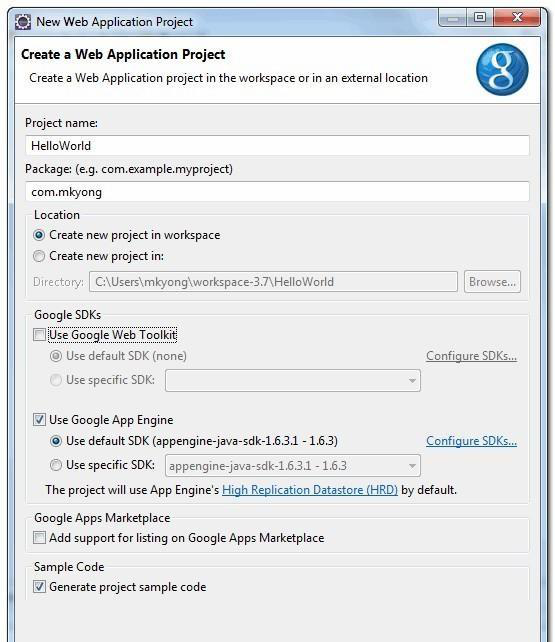 New Web Application Project
Create a Web Application Project
Create a Web Application project in the workspace or in an external location
g
Project name:
HelloWorld
Package: (e.g. com.example.myproject)
com.mkyong
Location
Create new project in workspace
Create new project in:
Directory: C:\Users\mkyong\workspace-3.7\HelloWorld Browse...
Google SDKs
Use Google Web Toolkit
Use default SDK (none) Configure SDKs...
Use specific SDK:
Use Google App Engine
Use default SDK (appengine-java-sdk-1.6.3.1 - 1.6.3) Configure SDKs...
Use specific SDK: appengine-java-sdk-1.6.3.1 - 1.6.3
The project will use App Engine's High Replication Datastore (HRD) by default.
Google Apps Marketplace
Add support for listing on Google Apps Marketplace
Sample Code
Generate project sample code